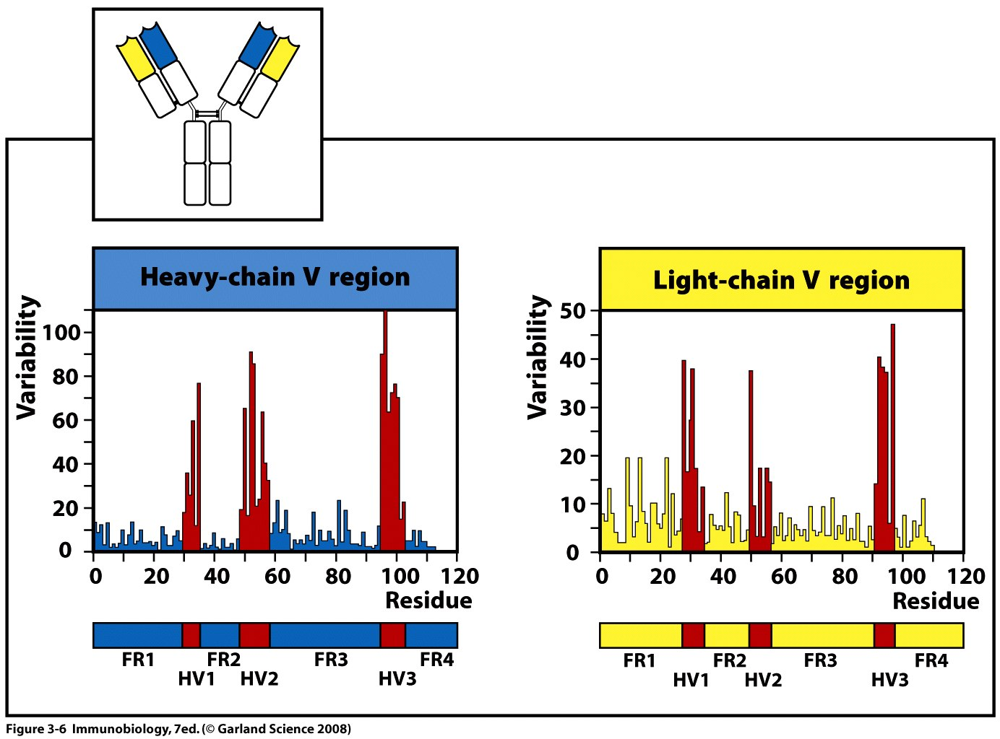 Heavy-chain V region
Variability
100
80
60
40
20
0
0 20 40 60 80 100 120
Residue
FR1 FR2 FR3 FR4
HV1 HV2 HV3
Light-chain V region
Variability
50
40
30
20
10
0
0 20 40 60 80 100 120
Residue
FR1 FR2 FR3 FR4
HV1 HV2 HV3
Figure 3-6 Immunobiology, 7ed. (© Garland Science 2008)